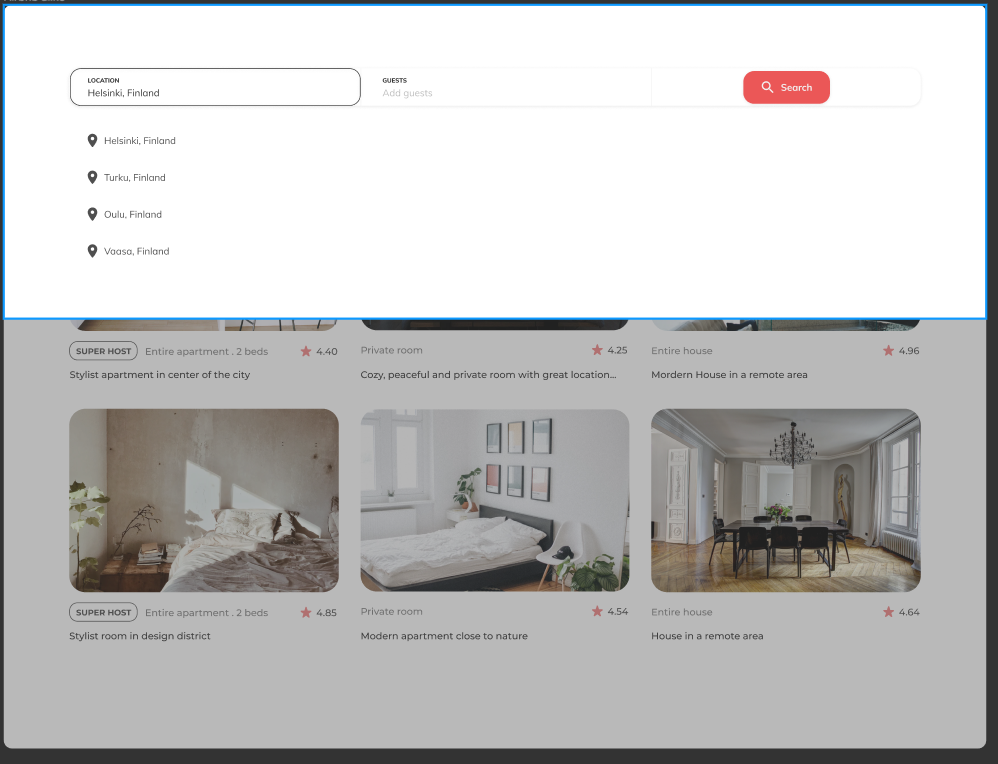 LOCATION
Helsinki, Finland
GUESTS
Add guests
Search
Helsinki, Finland
Turku, Finland
Oulu, Finland
Vaasa, Finland
SUPER HOST Entire apartment . 2 beds 4.40
Stylist apartment in center of the city
Private room 4.25
Cozy, peaceful and private room with great location...
Entire house 4.96
Mordern House in a remote area
SUPER HOST Entire apartment . 2 beds 4.85
Stylist room in design district
Private room 4.54
Modern apartment close to nature
Entire house 4.64
House in a remote area